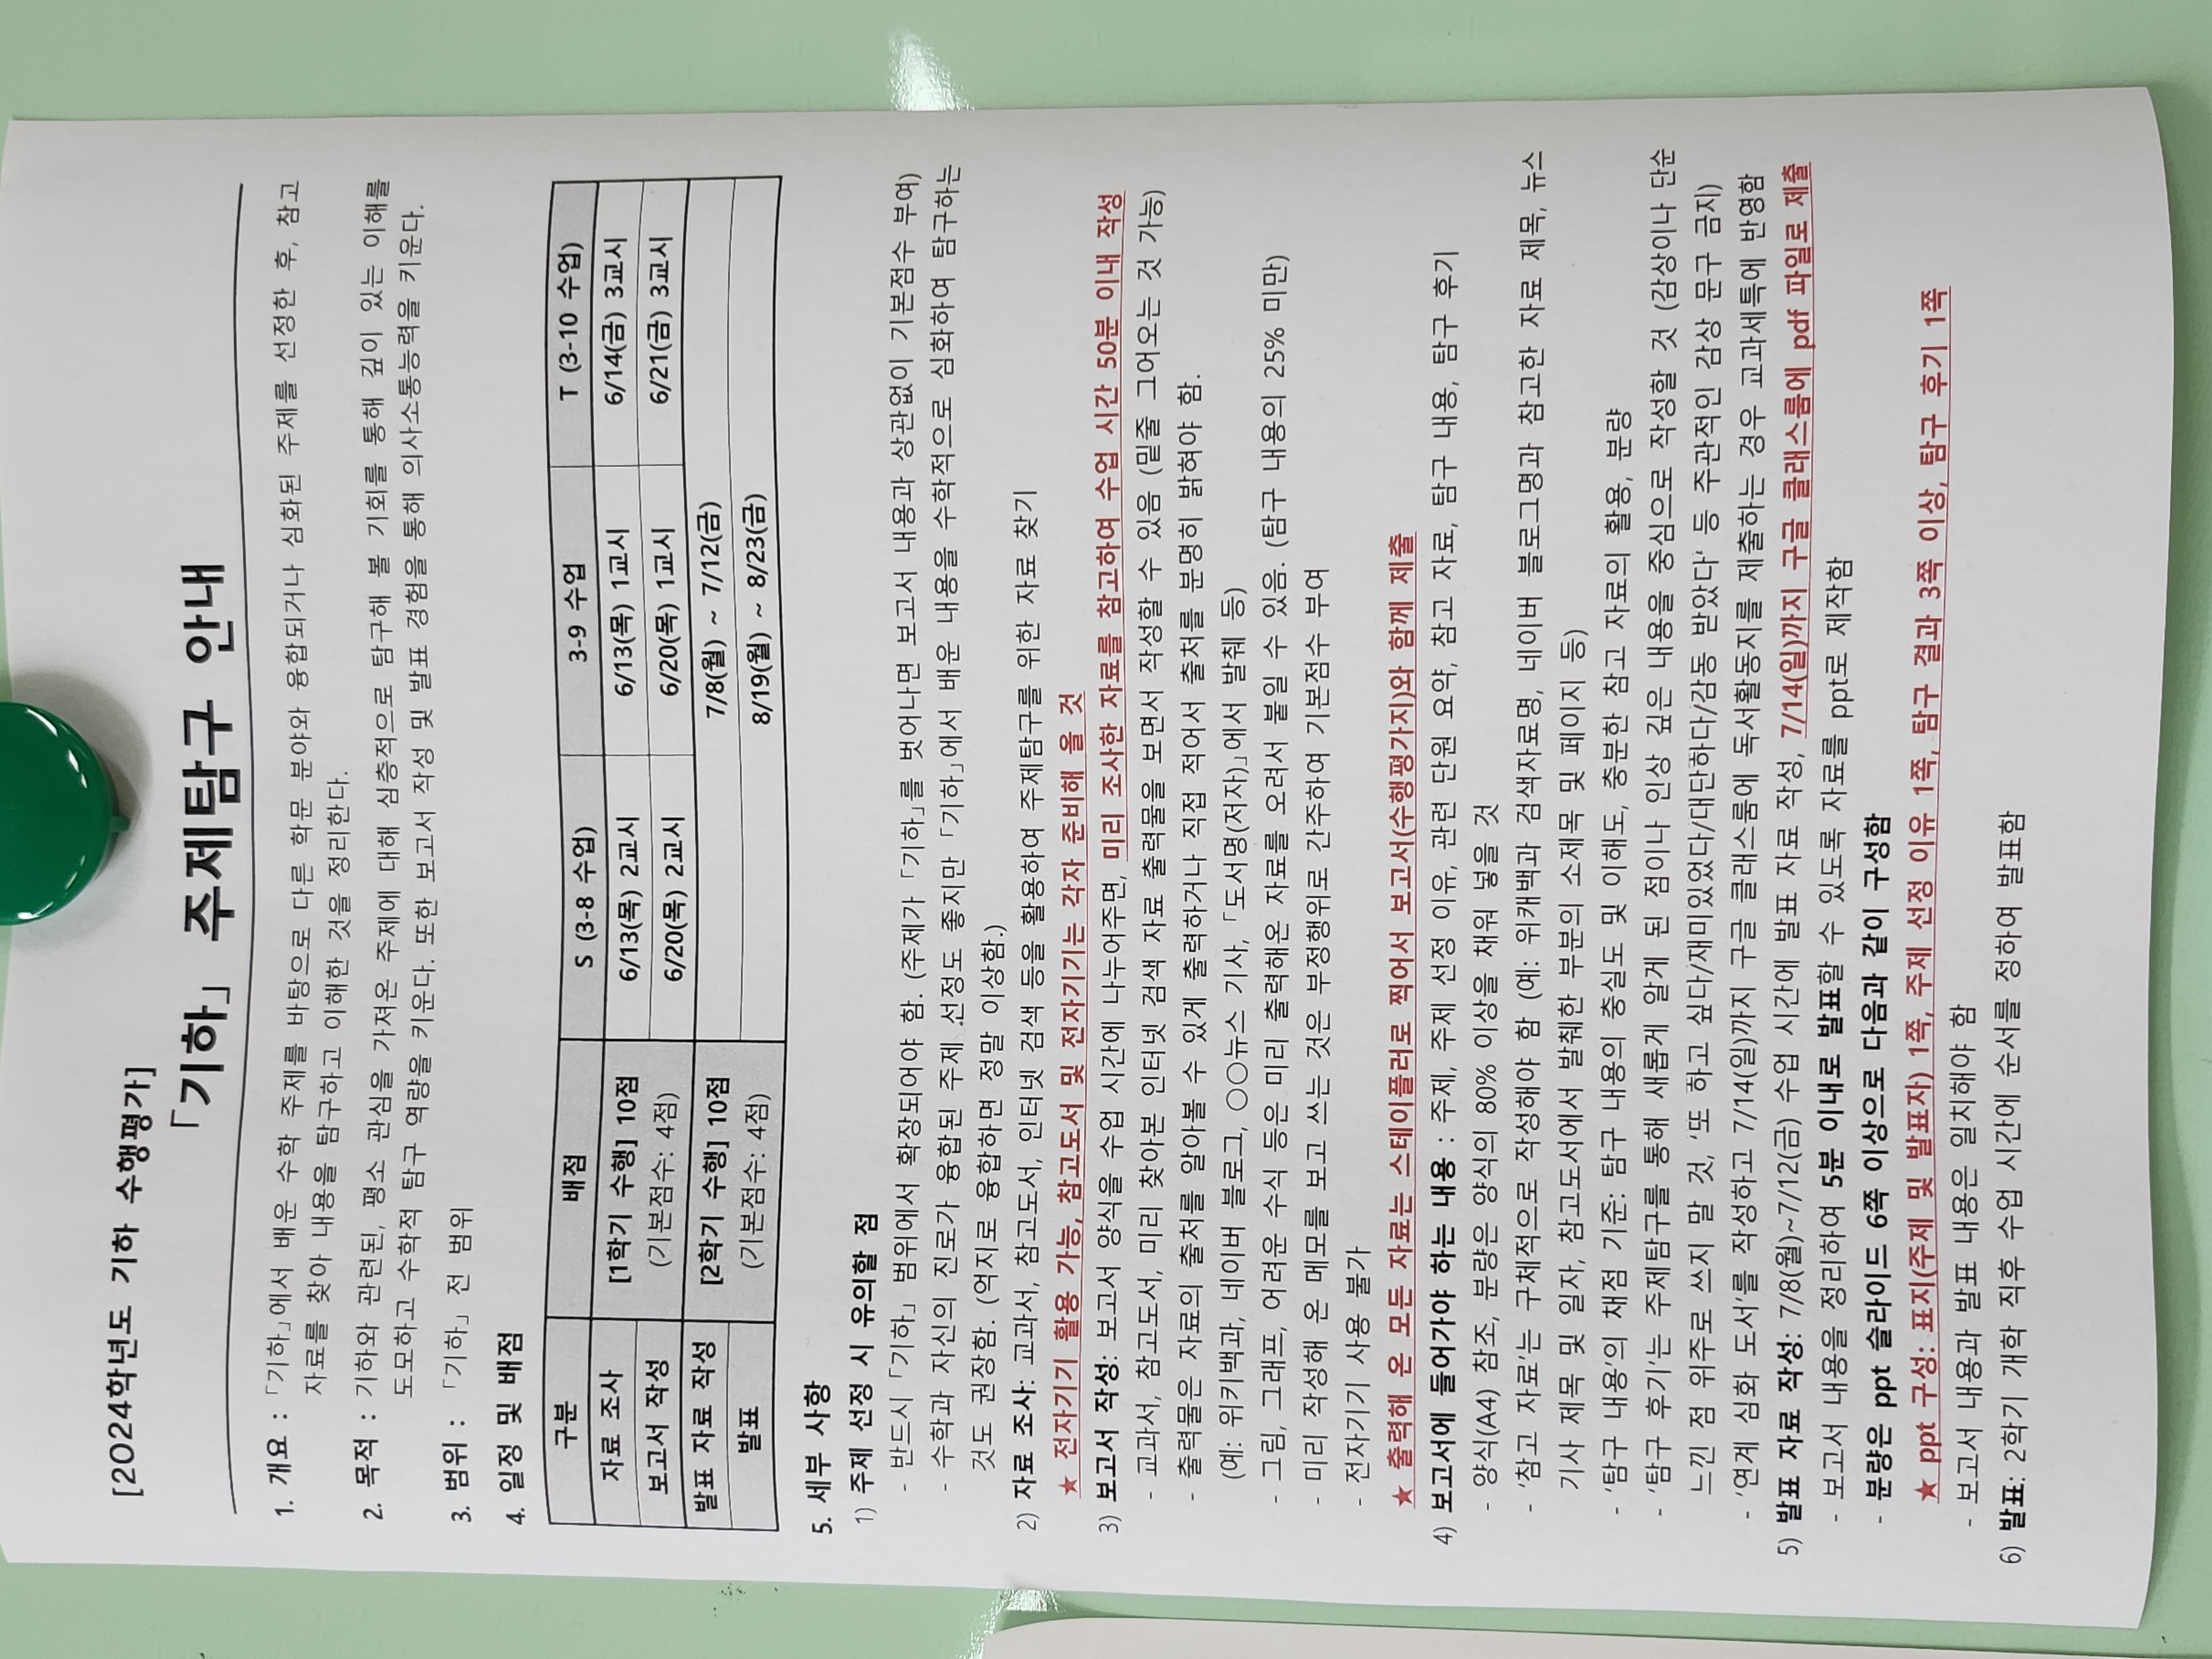 [2024학년도 기하 수행평가]
「기하」 주제탐구 안내
1. 개요 : 「기하」에서 배운 수학 주제를 바탕으로 다른 학문 분야와 융합되거나 심화된 주제를 선정한 후, 참고
자료를 찾아 내용을 탐구하고 이해한 것을 정리한다.
2. 목적 : 기하와 관련된, 평소 관심을 가져온 주제에 대해 심층적으로 탐구해 볼 기회를 통해 깊이 있는 이해를
도모하고 수학적 탐구 역량을 키운다. 또한 보고서 작성 및 발표 경험을 통해 의사소통능력을 키운다.
3. 범위 : 「기하」 전 범위
4. 일정 및 배점
구분 배점 S (3-8 수업) 3-9 수업 T (3-10 수업)
자료 조사 [1학기 수행] 10점 6/13(목) 2교시 6/13(목) 1교시 6/14(금) 3교시
보고서 작성 (기본점수: 4점) 6/20(목) 2교시 6/20(목) 1교시 6/21(금) 3교시
발표 자료 작성 [2학기 수행] 10점 7/8(월) ~ 7/12(금)
발표 (기본점수: 4점) 8/19(월) ~ 8/23(금)
5. 세부 사항
1) 주제 선정 시 유의할 점
- 반드시 「기하」 범위에서 확장되어야 함. (주제가 「기하」를 벗어나면 보고서 내용과 상관없이 기본점수 부여)
- 수학과 자신의 진로가 융합된 주제 선정도 좋지만 「기하」에서 배운 내용을 수학적으로 심화하여 탐구하는
것도 권장함. (억지로 융합하면 정말 이상함.)
2) 자료 조사: 교과서, 참고도서, 인터넷 검색 등을 활용하여 주제탐구를 위한 자료 찾기
★ 전자기기 활용 가능, 참고도서 및 전자기기는 각자 준비해 올 것
3) 보고서 작성: 보고서 양식을 수업 시간에 나누어주면, 미리 조사한 자료를 참고하여 수업 시간 50분 이내 작성
- 교과서, 참고도서, 미리 찾아본 인터넷 검색 자료 출력물을 보면서 작성할 수 있음 (밑줄 그어오는 것 가능)
- 출력물은 자료의 출처를 알아볼 수 있게 출력하거나 직접 적어서 출처를 분명히 밝혀야 함.
(예: 위키백과, 네이버 블로그, ○○뉴스 기사, 「도서명(저자)」에서 발췌 등)
- 그림, 그래프, 어려운 수식 등은 미리 출력해온 자료를 오려서 붙일 수 있음. (탐구 내용의 25% 미만)
- 미리 작성해 온 메모를 보고 쓰는 것은 부정행위로 간주하여 기본점수 부여
- 전자기기 사용 불가
★ 출력해 온 모든 자료는 스테이플러로 찍어서 보고서(수행평가지)와 함께 제출
4) 보고서에 들어가야 하는 내용 : 주제, 주제 선정 이유, 관련 단원 요약, 참고 자료, 탐구 내용, 탐구 후기
- 양식(A4) 참조, 분량은 양식의 80% 이상을 채워 넣을 것
- '참고 자료'는 구체적으로 작성해야 함 (예: 위캐백과 검색자료명, 네이버 블로그명과 참고한 자료 제목, 뉴스
기사 제목 및 일자, 참고도서에서 발췌한 부분의 소제목 및 페이지 등)
- '탐구 내용'의 채점 기준: 탐구 내용의 충실도 및 이해도, 충분한 참고 자료의 활용, 분량
- '탐구 후기'는 주제탐구를 통해 새롭게 알게 된 점이나 인상 깊은 내용을 중심으로 작성할 것 (감상이나 단순
느낀 점 위주로 쓰지 말 것, '또 하고 싶다/재미있었다/대단하다/감동 받았다' 등 주관적인 감상 문구 금지)
- '연계 심화 도서'를 작성하고 7/14(일)까지 구글 클래스룸에 독서활동지를 제출하는 경우 교과세특에 반영함
5) 발표 자료 작성: 7/8(월)~7/12(금) 수업 시간에 발표 자료 작성, 7/14(일)까지 구글 클래스룸에 pdf 파일로 제출
- 보고서 내용을 정리하여 5분 이내로 발표할 수 있도록 자료를 ppt로 제작함
- 분량은 ppt 슬라이드 6쪽 이상으로 다음과 같이 구성함
★ ppt 구성: 표지(주제 및 발표자) 1쪽, 주제 선정 이유 1쪽, 탐구 결과 3쪽 이상, 탐구 후기 1쪽
- 보고서 내용과 발표 내용은 일치해야 함
6) 발표: 2학기 개학 직후 수업 시간에 순서를 정하여 발표함